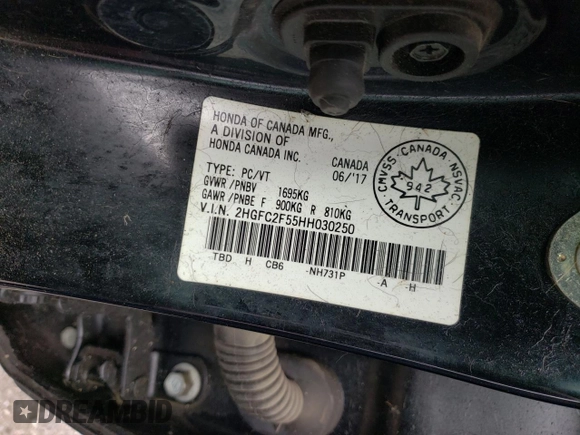 HONDA OF CANADA MFG.,
A DIVISION OF
HONDA CANADA INC.
CANADA
06/'17
TYPE: PC/VT
GVWR/PNBV 1695KG
GAWR/PNBE F 900KG R 810KG
V.I.N. 2HGFC2F55HH030250
TBD H CB6 -NH731P -A -H
CMVSS. CANADA NSVAC.
942
TRANSPORT
DREAMBID